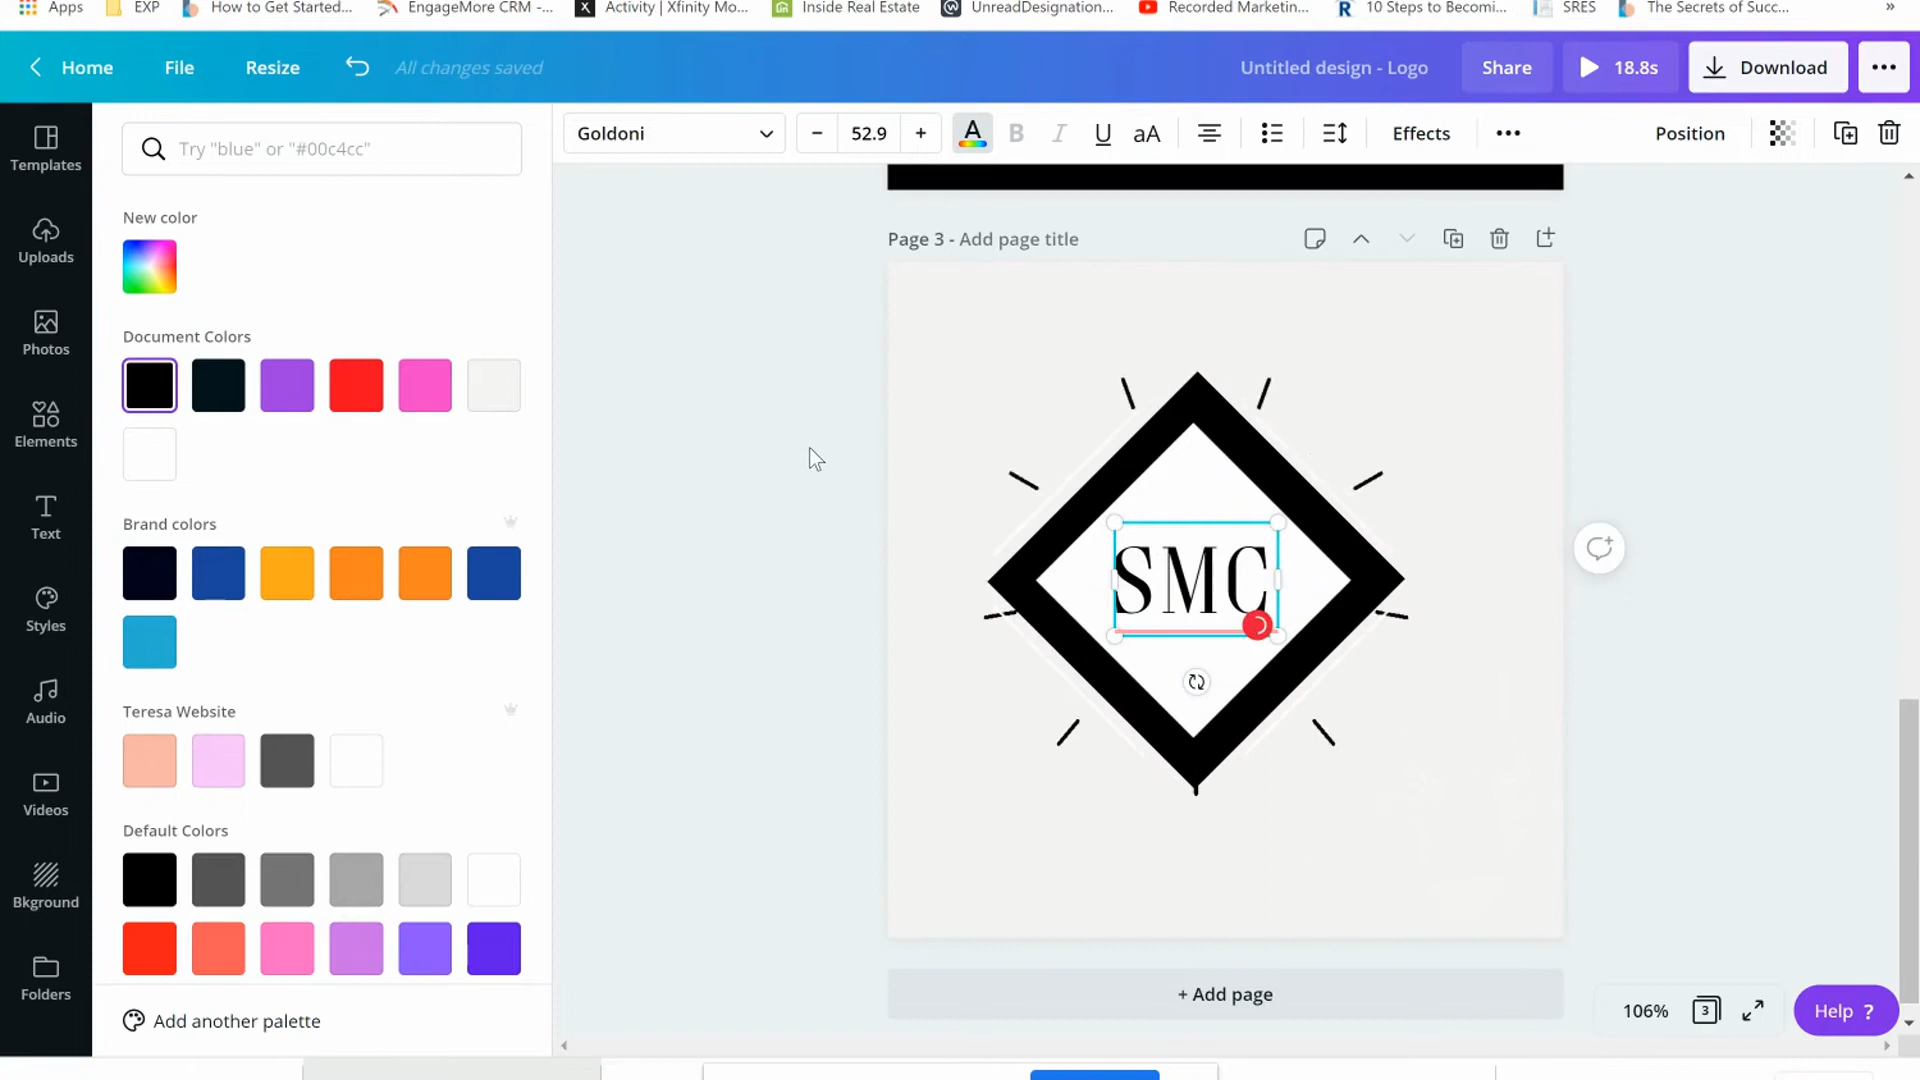 Apps EXP How to Get Started... EngageMore CRM -... Activity | Xfinity Mo... Inside Real Estate UnreadDesignation... Recorded Marketin... 10 Steps to Becomi... SRES The Secrets of Succ... »
Home File Resize All changes saved Untitled design - Logo Share 18.8s Download
Templates
Uploads
Photos
Elements
Text
Styles
Audio
Videos
Bkground
Folders
Try "blue" or "#00c4cc"
New color
Document Colors
Brand colors
Teresa Website
Default Colors
Add another palette
Goldoni − 52.9 + A B I U aA Effects Position
Page 3 - Add page title
SMC
+ Add page
106% 3 Help ?